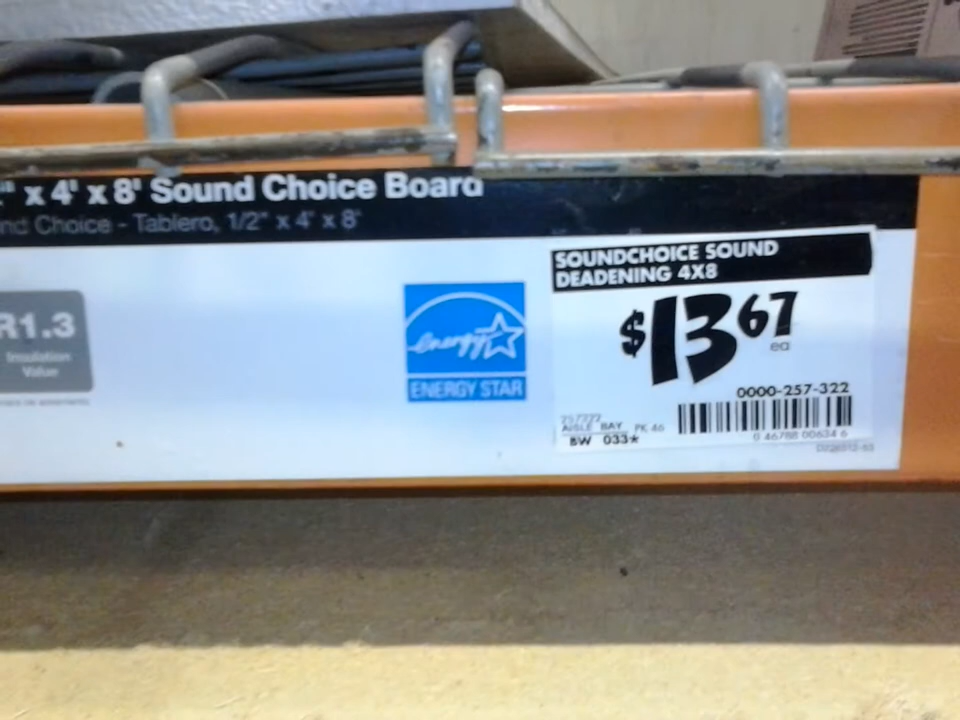 " x 4' x 8' Sound Choice Board
nd Choice - Tablero, 1/2" x 4' x 8'
R1.3
Insulation
Value
energy
ENERGY STAR
SOUNDCHOICE SOUND
DEADENING 4X8
$13 67
ea
0000-257-322
AISLE BAY PK 46
BW 033*
0 46788 00634 6